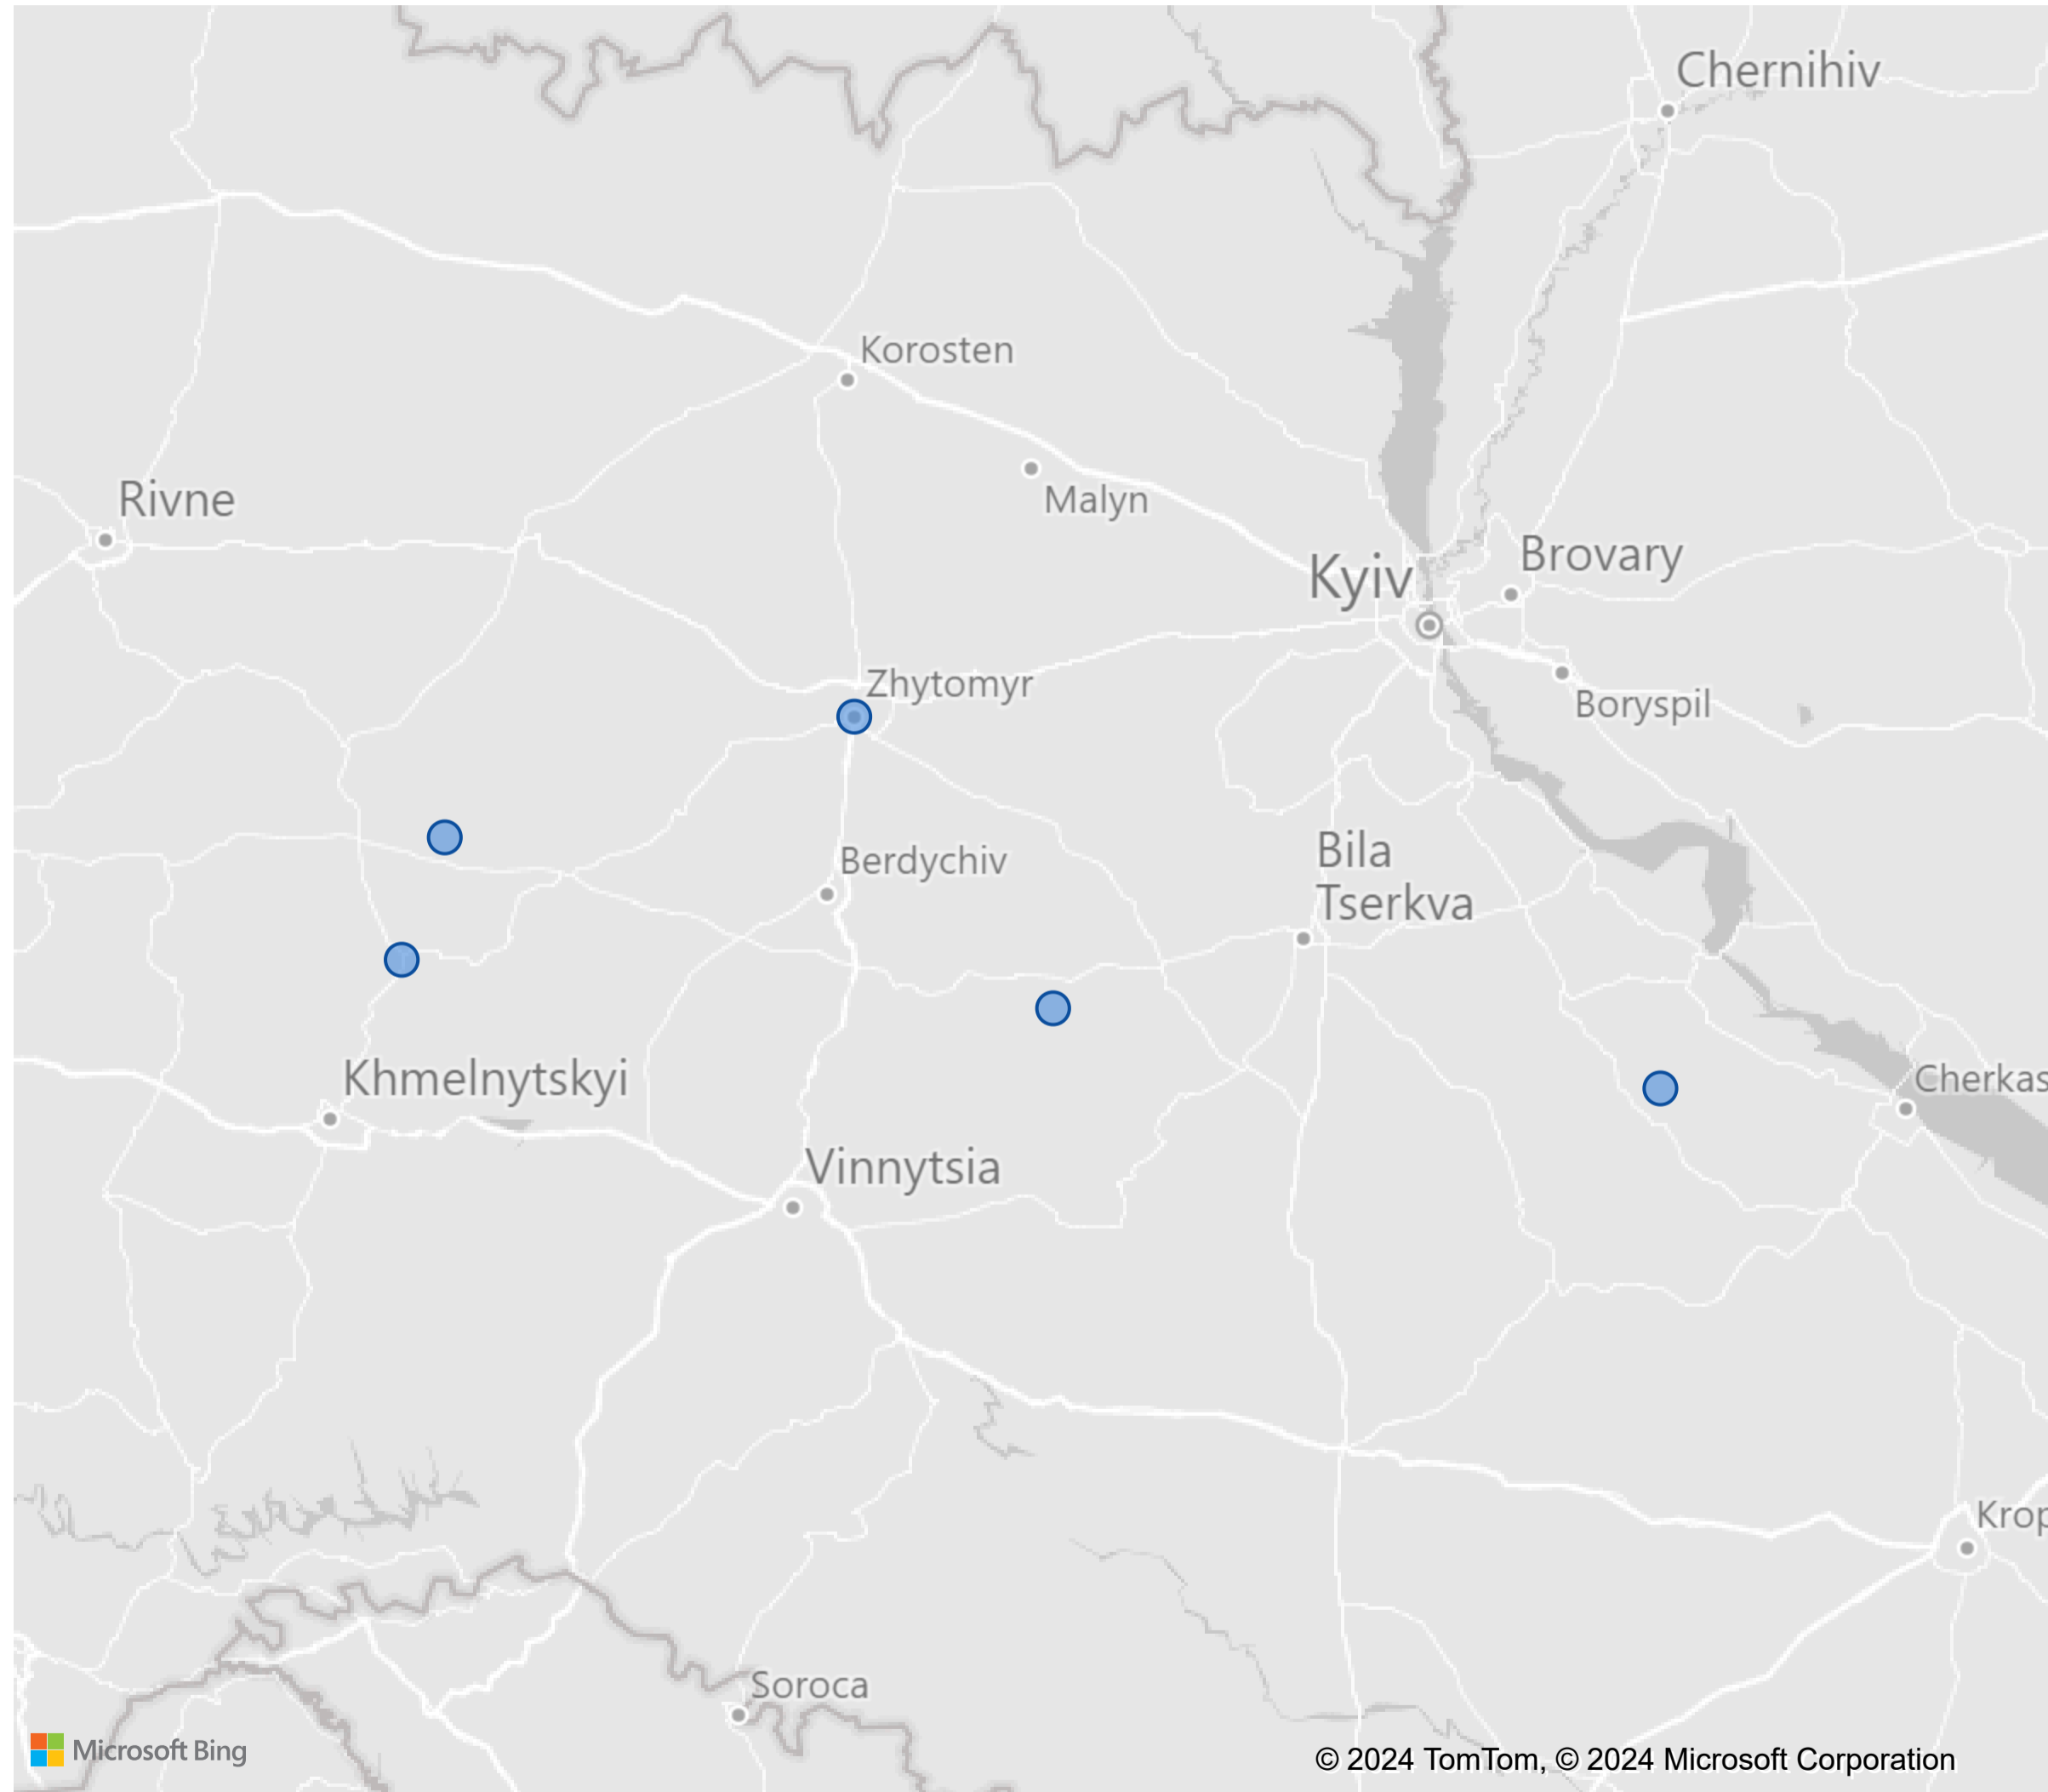 Chernihiv
Korosten
Rivne
Malyn
Brovary
Kyiv
Zhytomyr
Boryspil
Bila
Tserkva
Berdychiv
Khmelnytskyi
Cherkas
Vinnytsia
Krop
Soroca
Microsoft Bing
© 2024 TomTom, © 2024 Microsoft Corporation